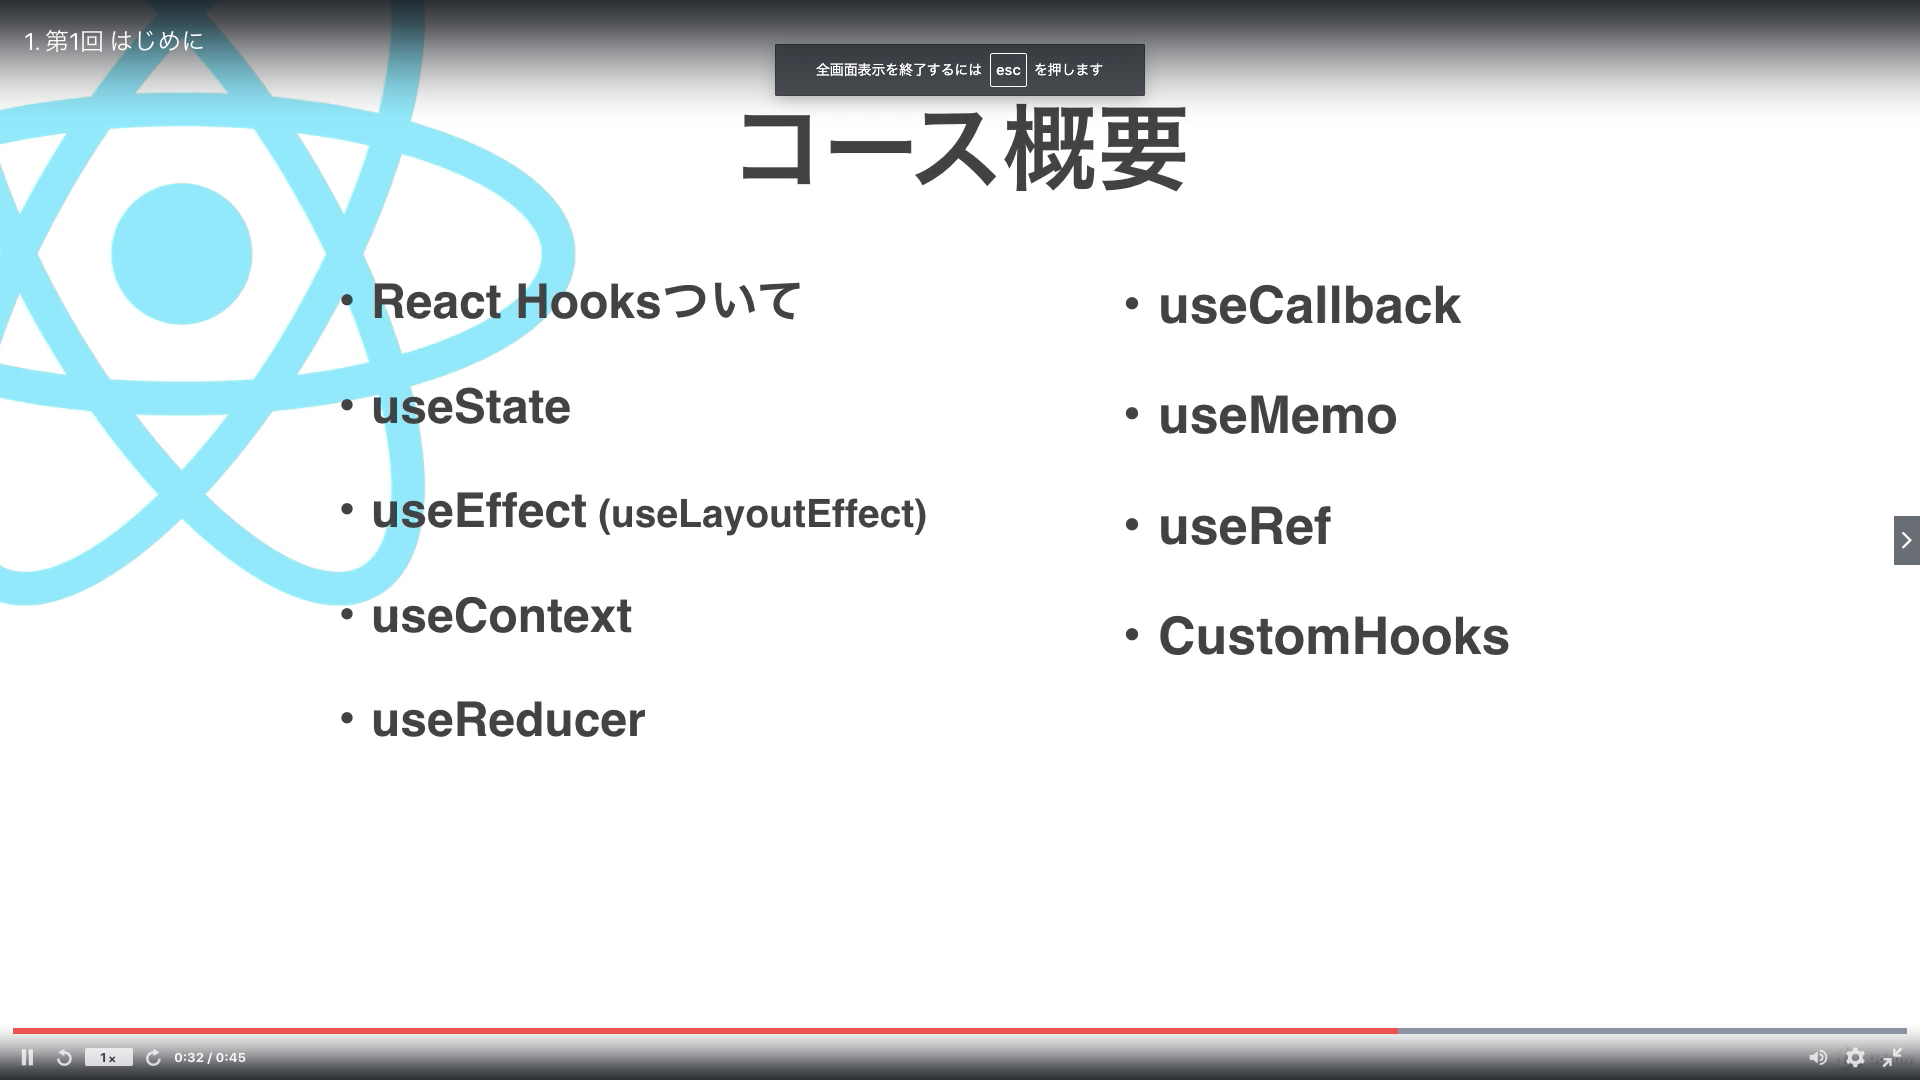 1. 第1回 はじめに
全画面表示を終了するには esc を押します
コース概要
• React Hooksついて
• useState
• useEffect (useLayoutEffect)
• useContext
• useReducer
• useCallback
• useMemo
• useRef
• CustomHooks
1x
0:32 / 0:45